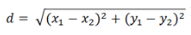 d = √(x₁ − x₂)² + (y₁ − y₂)²